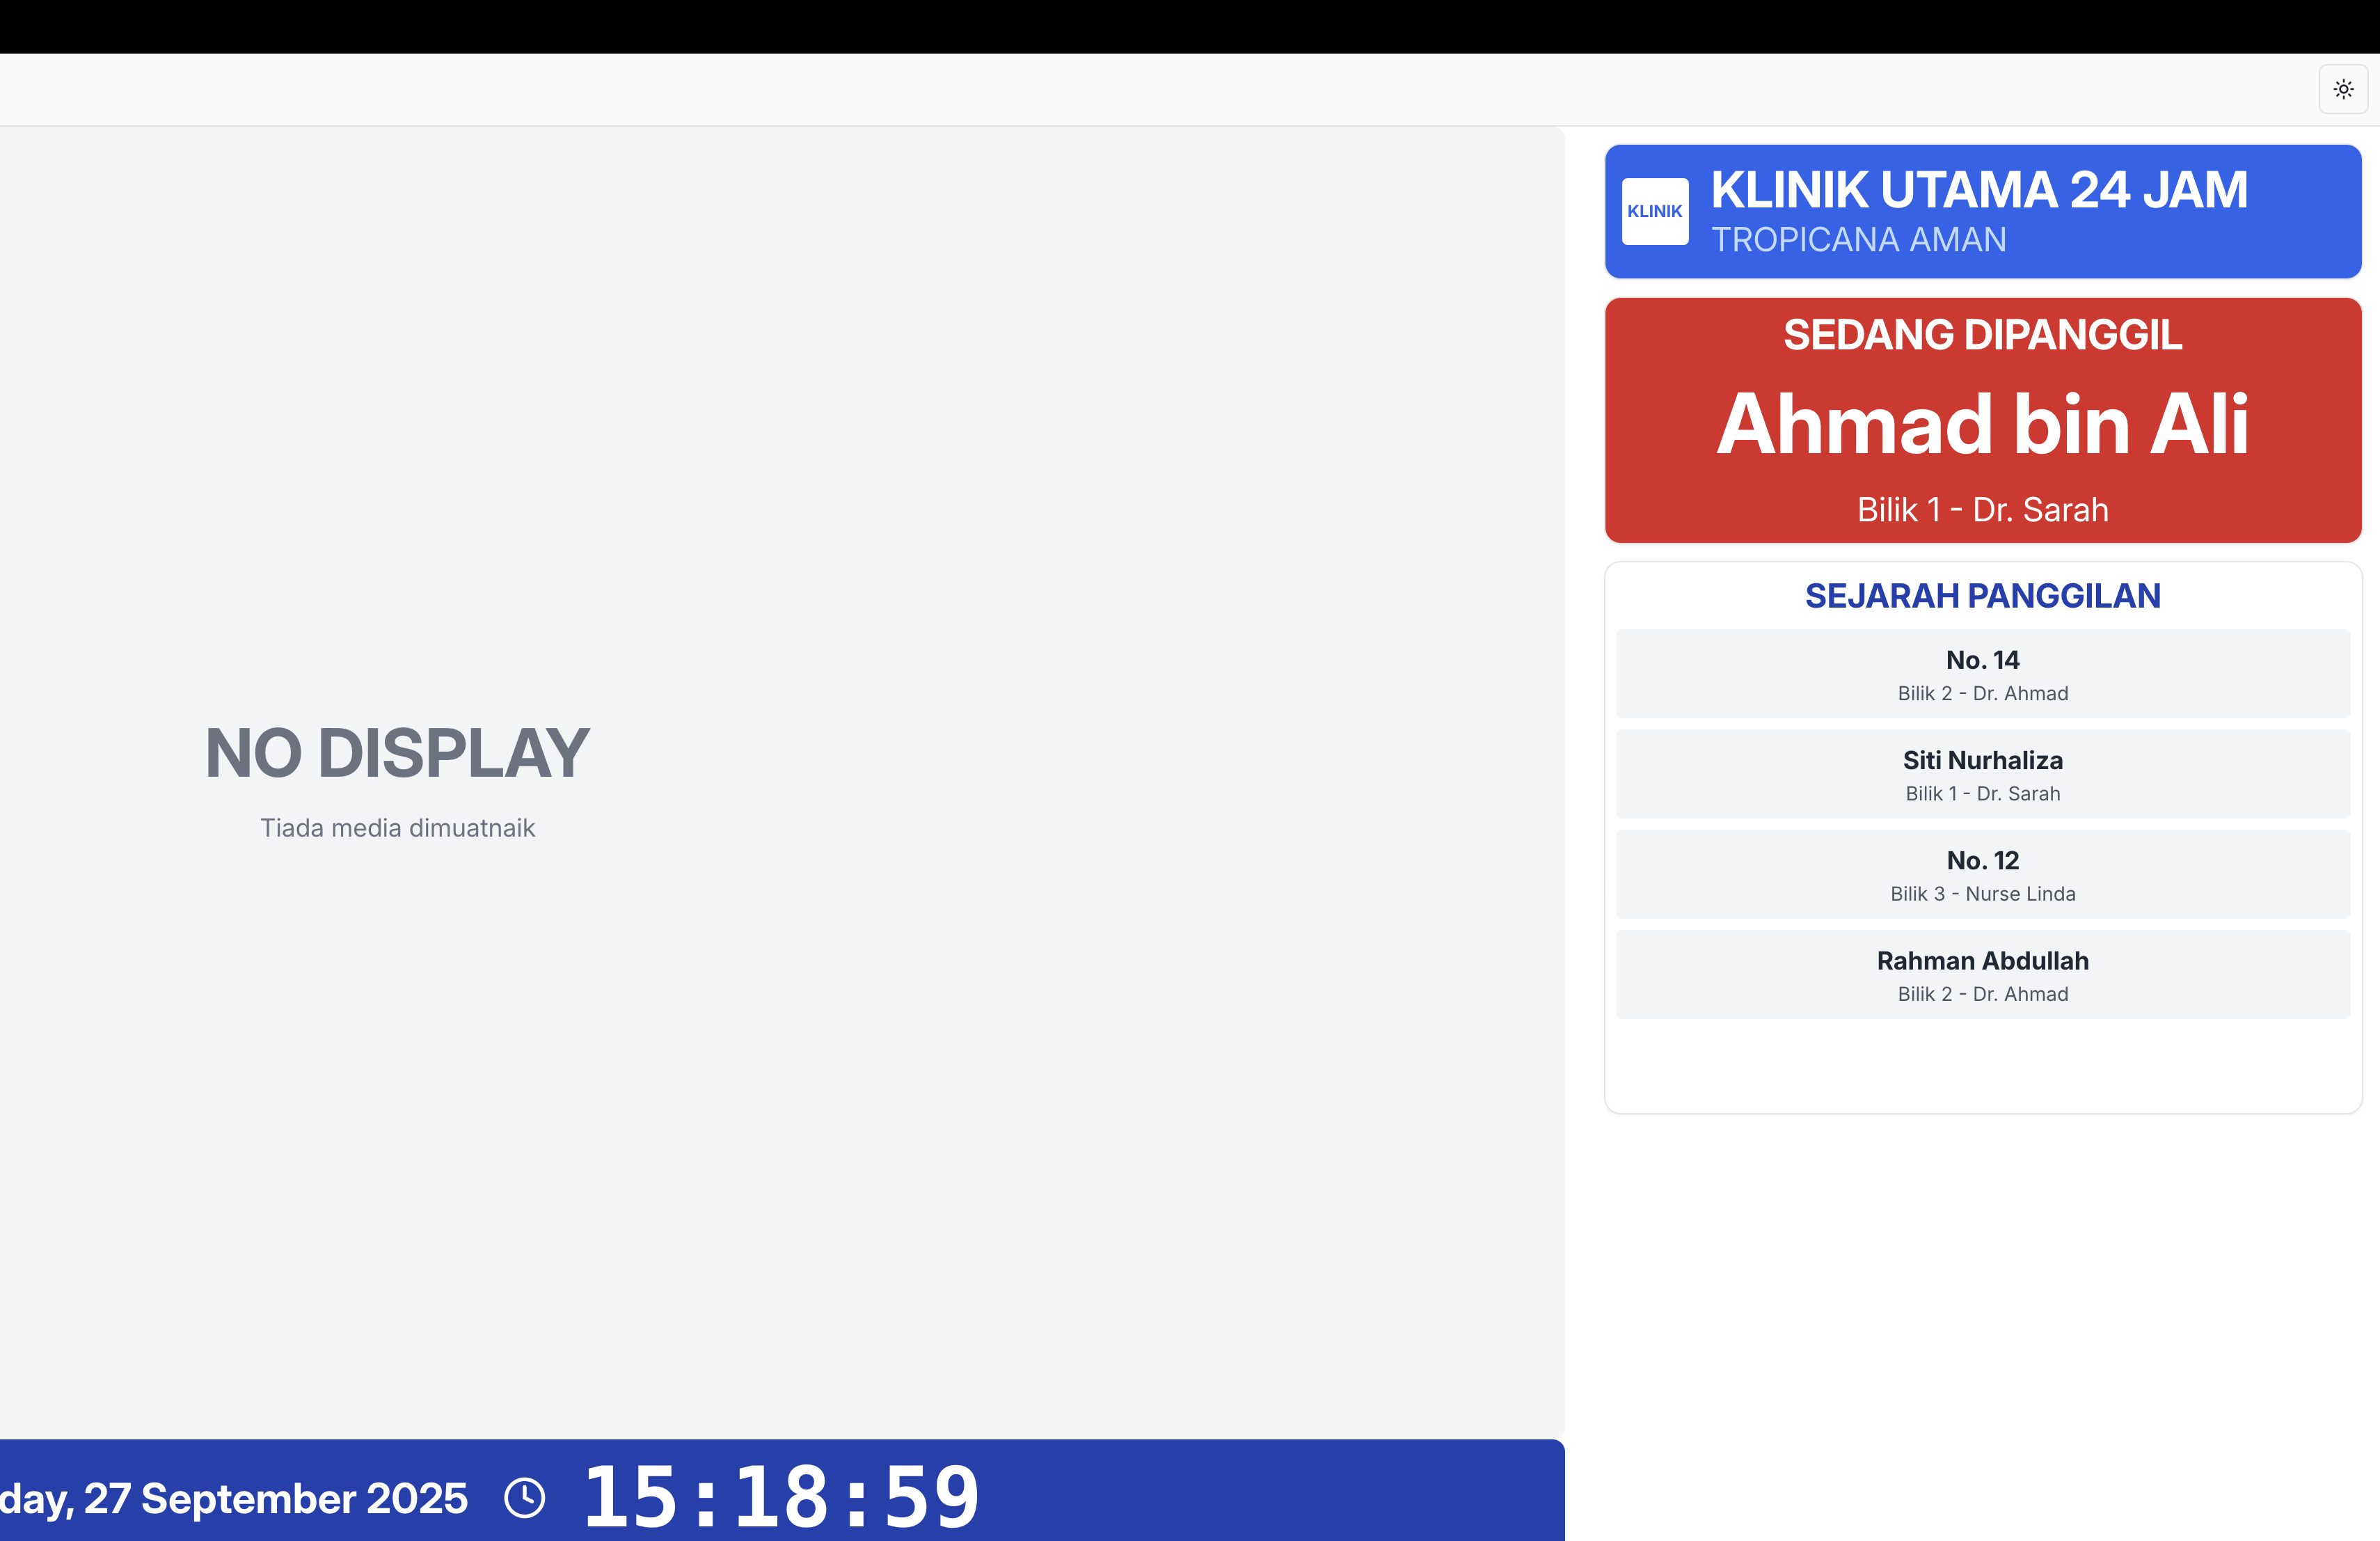 NO DISPLAY
Tiada media dimuatnaik
day, 27 September 2025
15:18:59
KLINIK
KLINIK UTAMA 24 JAM
TROPICANA AMAN
SEDANG DIPANGGIL
Ahmad bin Ali
Bilik 1 - Dr. Sarah
SEJARAH PANGGILAN
No. 14
Bilik 2 - Dr. Ahmad
Siti Nurhaliza
Bilik 1 - Dr. Sarah
No. 12
Bilik 3 - Nurse Linda
Rahman Abdullah
Bilik 2 - Dr. Ahmad